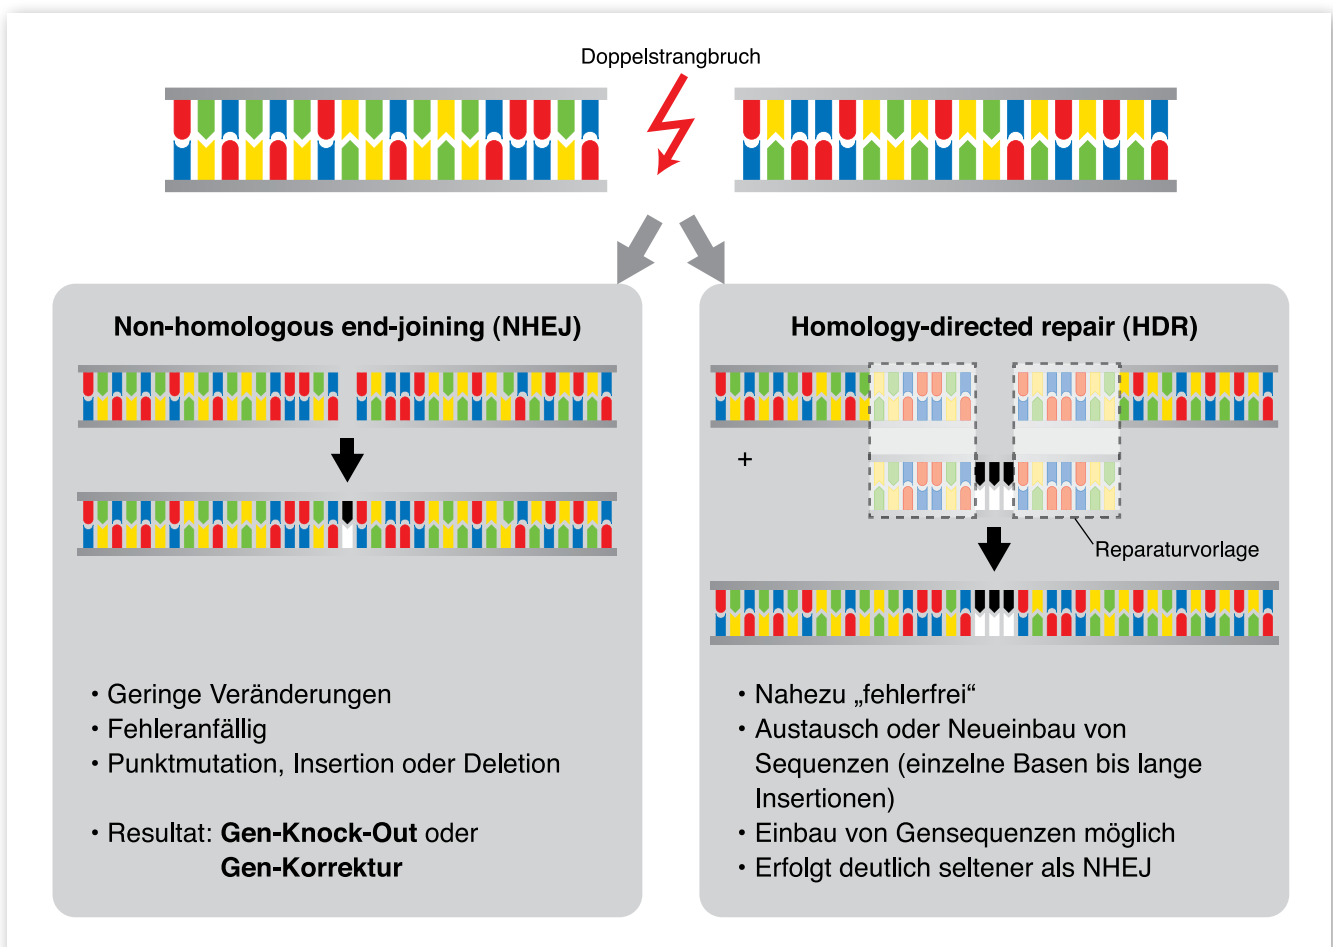 Doppelstrangbruch
Non-homologous end-joining (NHEJ)
• Geringe Veränderungen
• Fehleranfällig
• Punktmutation, Insertion oder Deletion
• Resultat: Gen-Knock-Out oder
Gen-Korrektur
Homology-directed repair (HDR)
+
Reparaturvorlage
• Nahezu „fehlerfrei“
• Austausch oder Neueinbau von
Sequenzen (einzelne Basen bis lange
Insertionen)
• Einbau von Gensequenzen möglich
• Erfolgt deutlich seltener als NHEJ